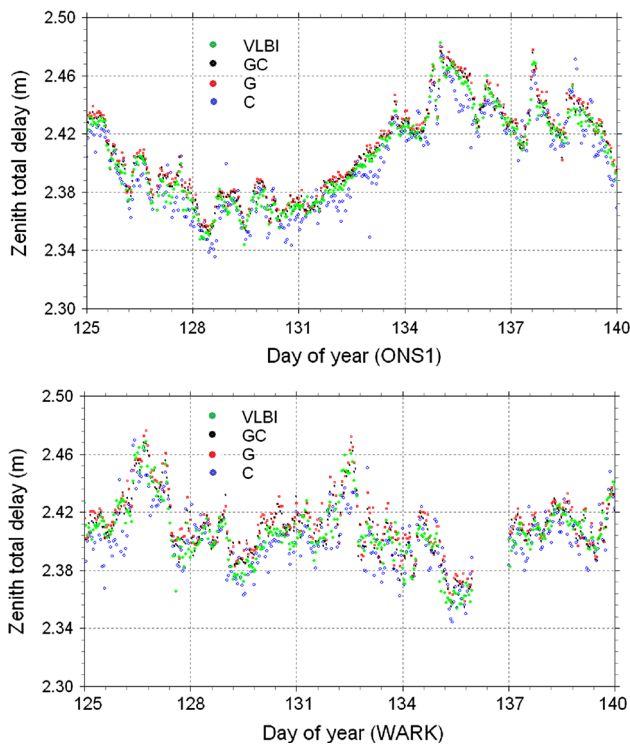 2.50
2.46
2.42
2.38
2.34
2.30
Zenith total delay (m)
VLBI
GC
G
C
125 128 131 134 137 140
Day of year (ONS1)
2.50
2.46
2.42
2.38
2.34
2.30
Zenith total delay (m)
VLBI
GC
G
C
125 128 131 134 137 140
Day of year (WARK)